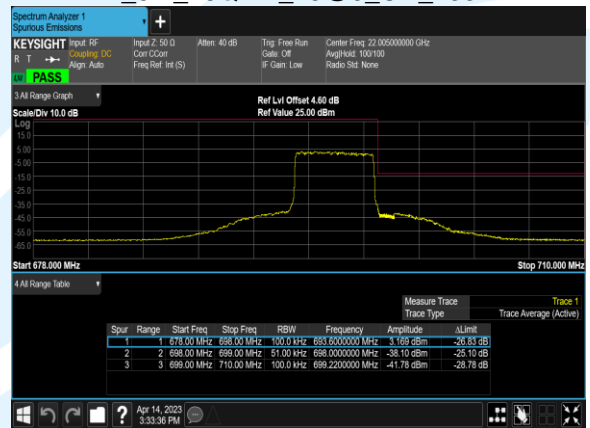 Spectrum Analyzer 1
Spurious Emissions
+
KEYSIGHT Input: RF Input Z: 50 Ω Atten: 40 dB Trig: Free Run Center Freq: 22.005000000 GHz
R T Coupling: DC Corr CCorr Gate: Off Avg|Hold: 100/100
Align: Auto Freq Ref: Int (S) IF Gain: Low Radio Std: None
LW PASS
3 All Range Graph
Ref Lvl Offset 4.60 dB
Scale/Div 10.0 dB Ref Value 25.00 dBm
Log
15.0
5.00
-5.00
-15.0
-25.0
-35.0
-45.0
-55.0
-65.0
Start 678.000 MHz Stop 710.000 MHz
4 All Range Table
Measure Trace Trace 1
Trace Type Trace Average (Active)
Spur Range Start Freq Stop Freq RBW Frequency Amplitude ΔLimit
1 1 678.00 MHz 698.00 MHz 100.0 kHz 693.6000000 MHz 3.169 dBm -26.83 dB
2 2 698.00 MHz 699.00 MHz 51.00 kHz 698.0000000 MHz -38.10 dBm -25.10 dB
3 3 699.00 MHz 710.00 MHz 100.0 kHz 699.2200000 MHz -41.78 dBm -28.78 dB
?
Apr 14, 2023
3:33:36 PM